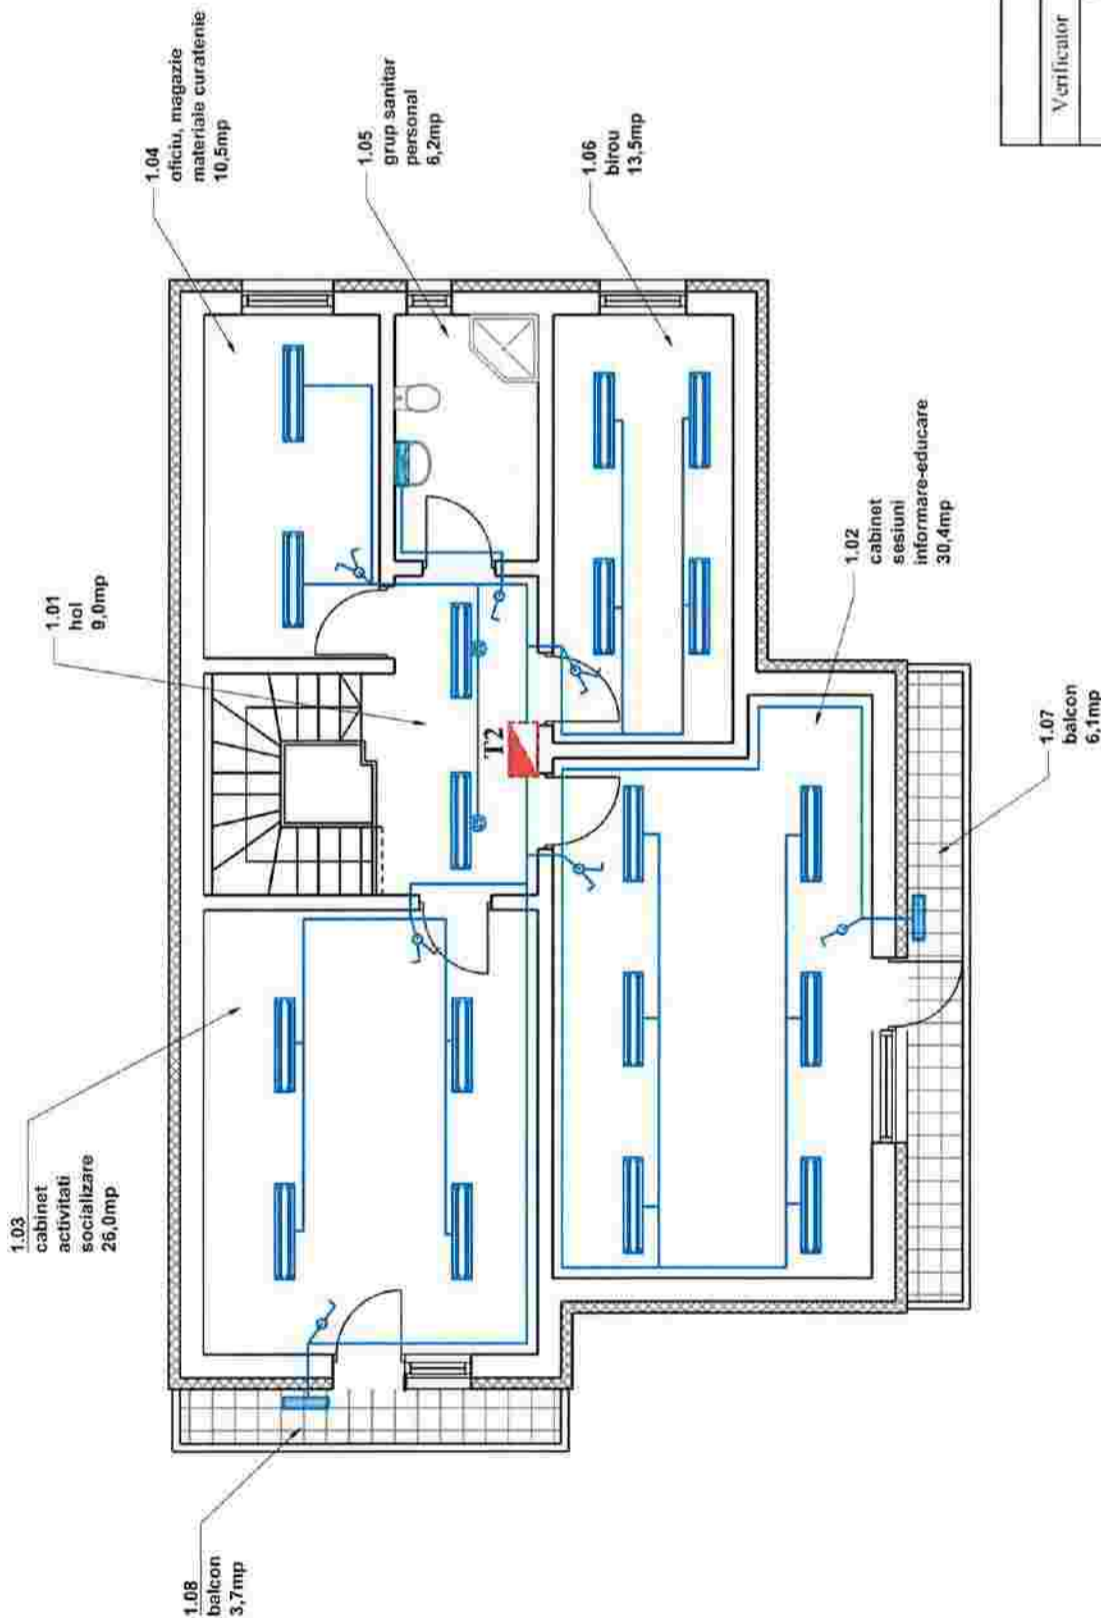 1.01
hol
9,0mp
1.04
oficiu, magazie
materiale curatenie
10,5mp
1.05
grup sanitar
personal
6,2mp
1.06
birou
13,5mp
1.03
cabinet
activitati
socializare
26,0mp
T2
1.02
cabinet
sesiuni
informare-educare
30,4mp
1.07
balcon
6,1mp
1.08
balcon
3,7mp
Verificator